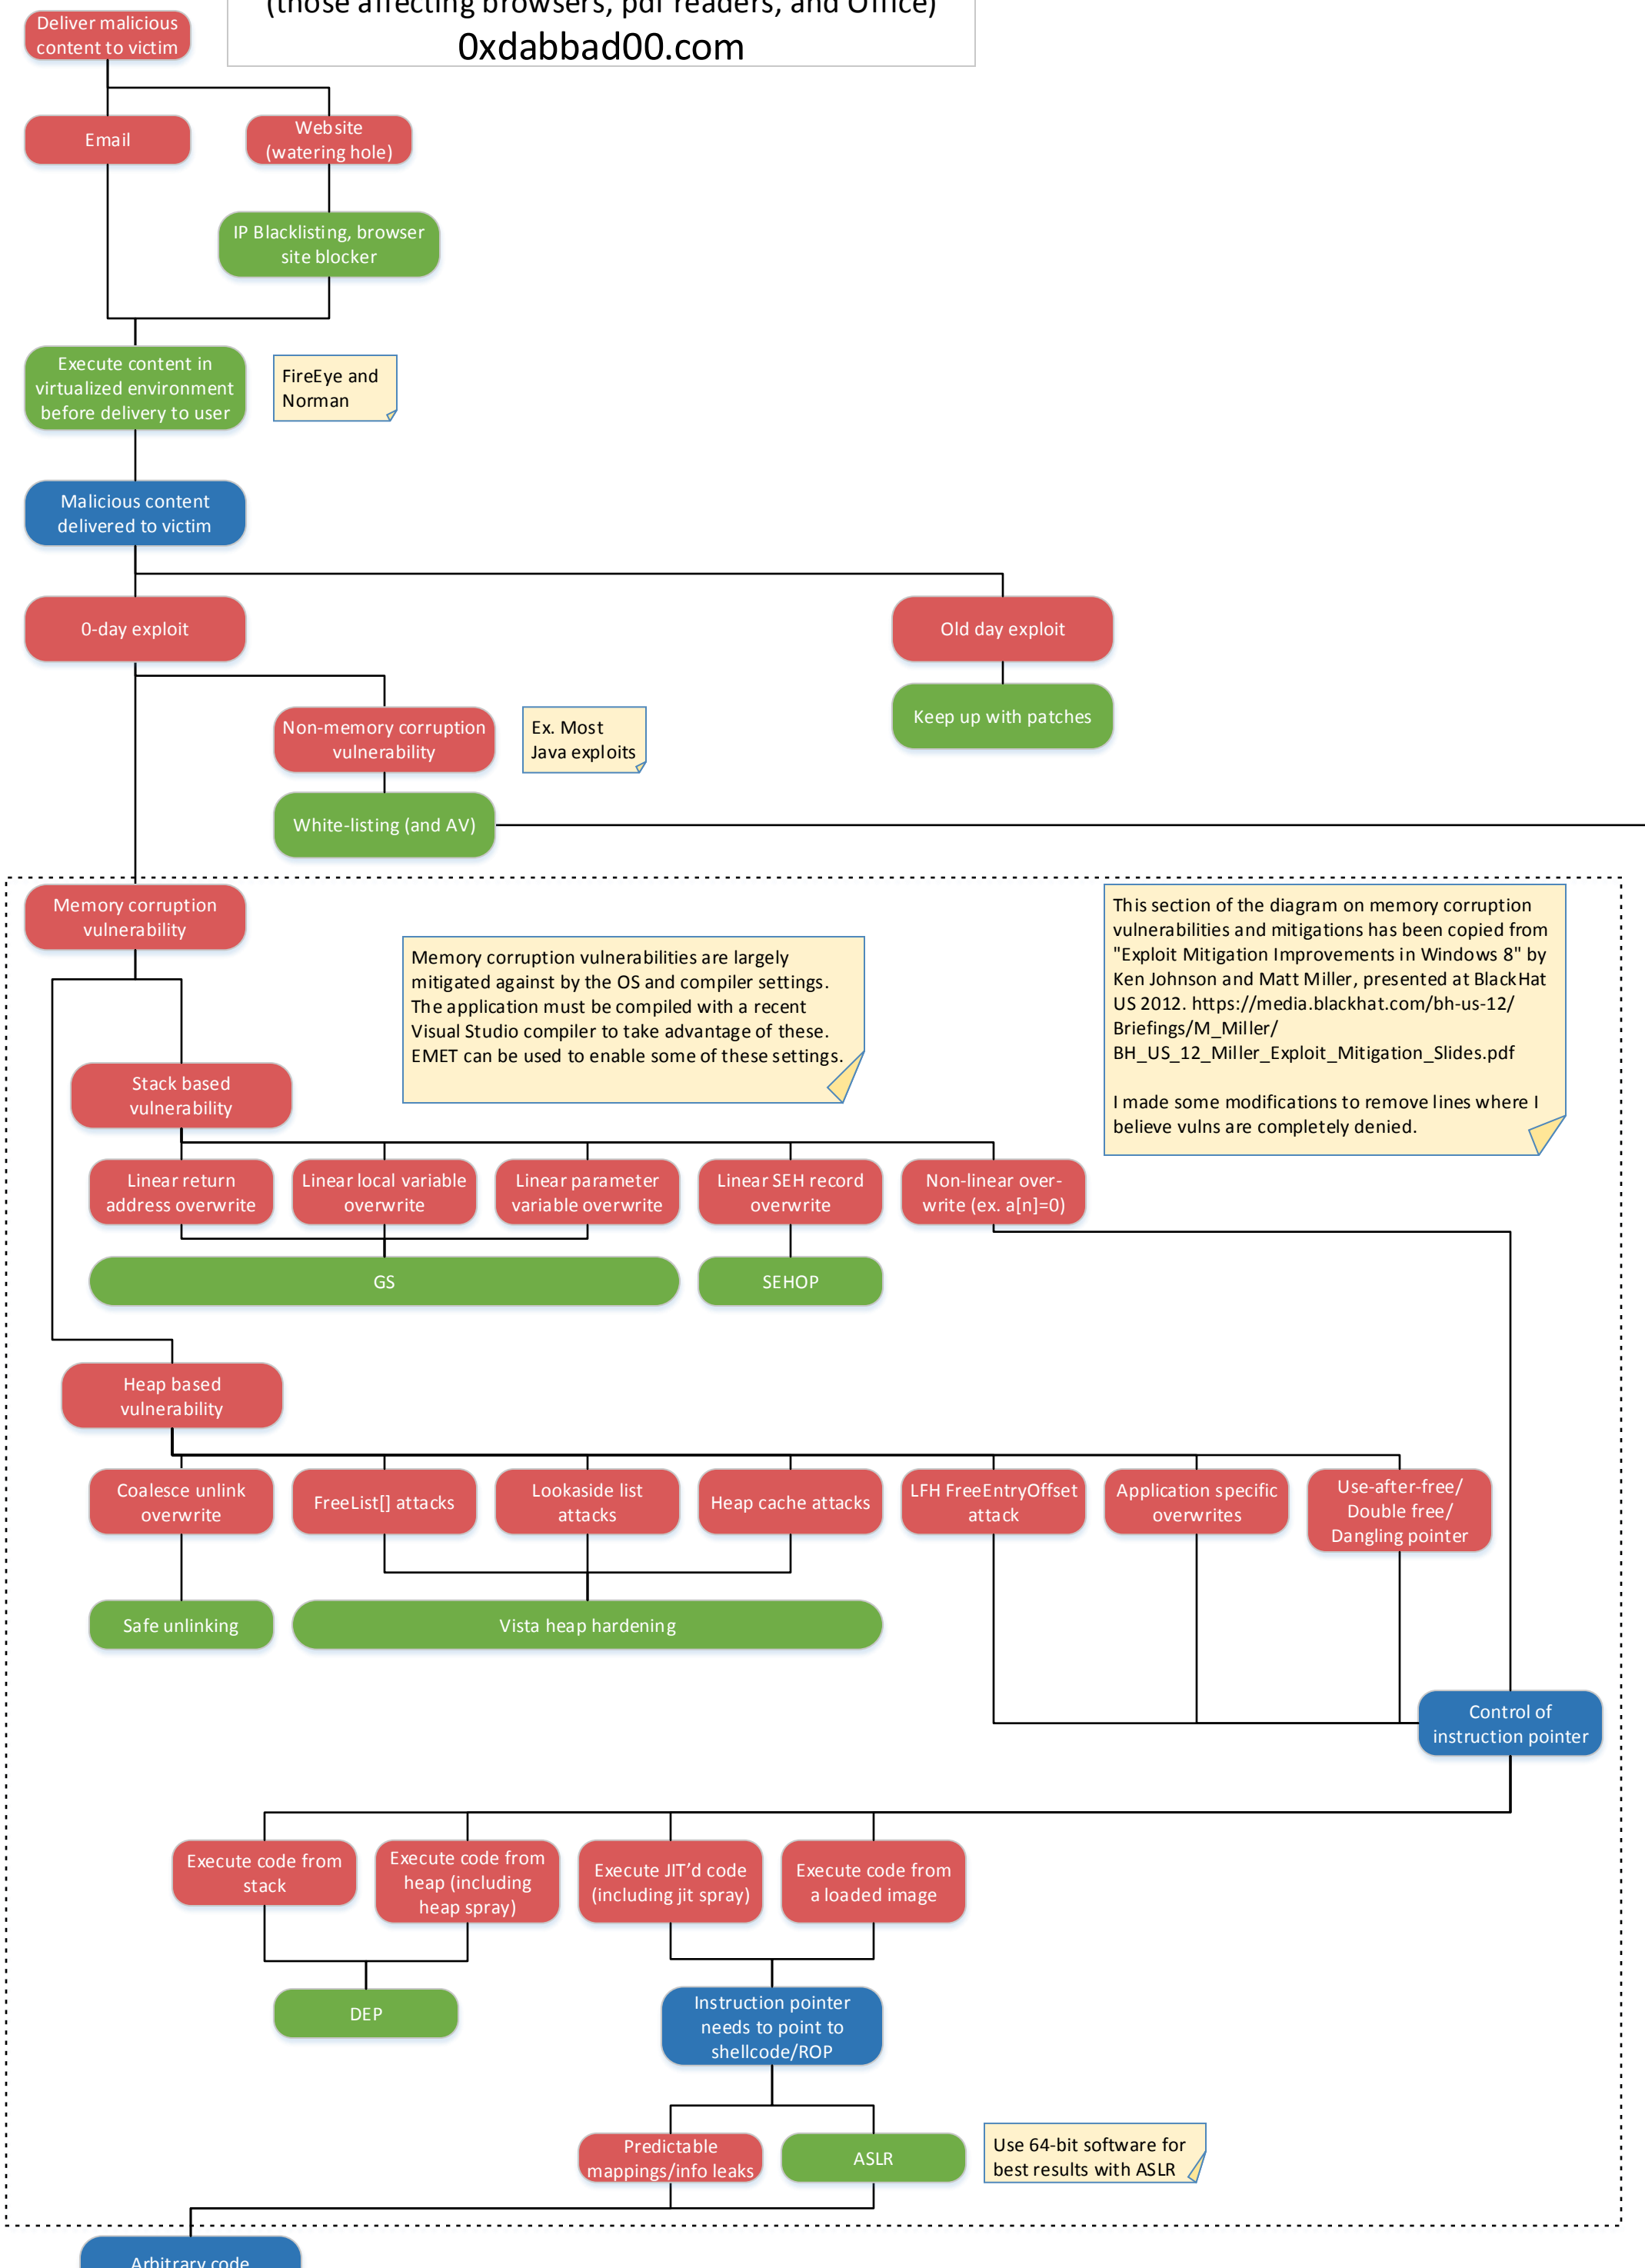 (those affecting browsers, pdf readers, and Office)
0xdabbad00.com
Deliver malicious
content to victim
Email
Website
(watering hole)
IP Blacklisting, browser
site blocker
Execute content in
virtualized environment
before delivery to user
FireEye and
Norman
Malicious content
delivered to victim
0-day exploit
Old day exploit
Non-memory corruption
vulnerability
Ex. Most
Java exploits
Keep up with patches
White-listing (and AV)
Memory corruption
vulnerability
Memory corruption vulnerabilities are largely
mitigated against by the OS and compiler settings.
The application must be compiled with a recent
Visual Studio compiler to take advantage of these.
EMET can be used to enable some of these settings.
This section of the diagram on memory corruption
vulnerabilities and mitigations has been copied from
"Exploit Mitigation Improvements in Windows 8" by
Ken Johnson and Matt Miller, presented at BlackHat
US 2012. https://media.blackhat.com/bh-us-12/
Briefings/M_Miller/
BH_US_12_Miller_Exploit_Mitigation_Slides.pdf
I made some modifications to remove lines where I
believe vulns are completely denied.
Stack based
vulnerability
Linear return
address overwrite
Linear local variable
overwrite
Linear parameter
variable overwrite
Linear SEH record
overwrite
Non-linear over-
write (ex. a[n]=0)
GS
SEHOP
Heap based
vulnerability
Coalesce unlink
overwrite
FreeList[] attacks
Lookaside list
attacks
Heap cache attacks
LFH FreeEntryOffset
attack
Application specific
overwrites
Use-after-free/
Double free/
Dangling pointer
Safe unlinking
Vista heap hardening
Control of
instruction pointer
Execute code from
stack
Execute code from
heap (including
heap spray)
Execute JIT’d code
(including jit spray)
Execute code from
a loaded image
DEP
Instruction pointer
needs to point to
shellcode/ROP
Predictable
mappings/info leaks
ASLR
Use 64-bit software for
best results with ASLR
Arbitrary code